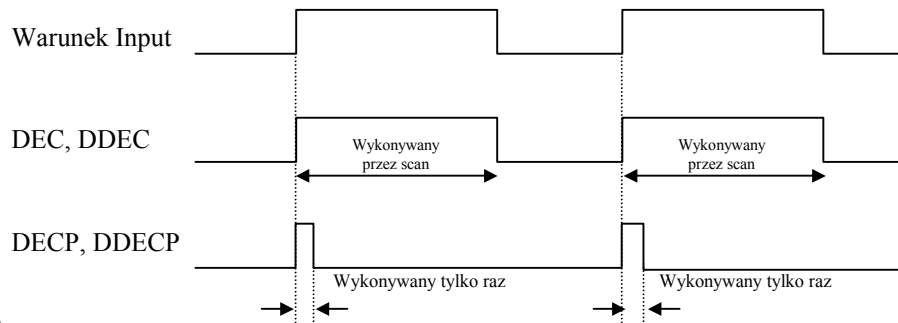 Warunek Input
DEC, DDEC
Wykonywany
przez scan
Wykonywany
przez scan
DECP, DDECP
Wykonywany tylko raz
Wykonywany tylko raz